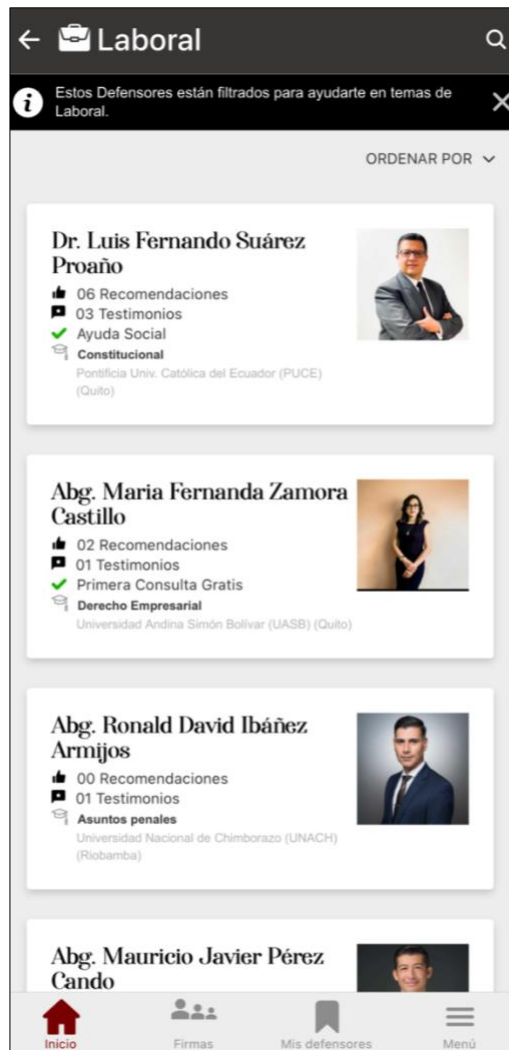 Laboral
Estos Defensores están filtrados para ayudarte en temas de
Laboral.
ORDENAR POR
Dr. Luis Fernando Suárez
Proaño
06 Recomendaciones
03 Testimonios
Ayuda Social
Constitucional
Pontificia Univ. Católica del Ecuador (PUCE)
(Quito)
Abg. Maria Fernanda Zamora
Castillo
02 Recomendaciones
01 Testimonios
Primera Consulta Gratis
Derecho Empresarial
Universidad Andina Simón Bolívar (UASB) (Quito)
Abg. Ronald David Ibáñez
Armijos
00 Recomendaciones
01 Testimonios
Asuntos penales
Universidad Nacional de Chimborazo (UNACH)
(Riobamba)
Abg. Mauricio Javier Pérez
Cando
Inicio
Firmas
Mis defensores
Menú